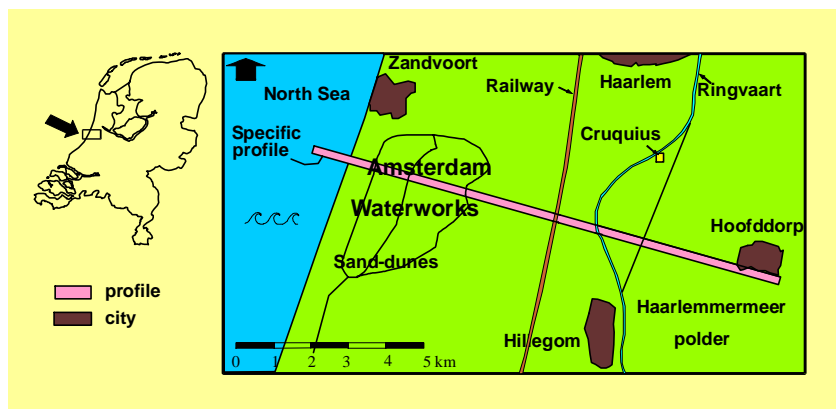 Zandvoort
North Sea
Railway
Haarlem
Ringvaart
Specific
profile
Cruquius
Amsterdam
Waterworks
Hoofddorp
Sand-dunes
profile
city
Haarlemmermeer
polder
Hillegom
0 1 2 3 4 5 km